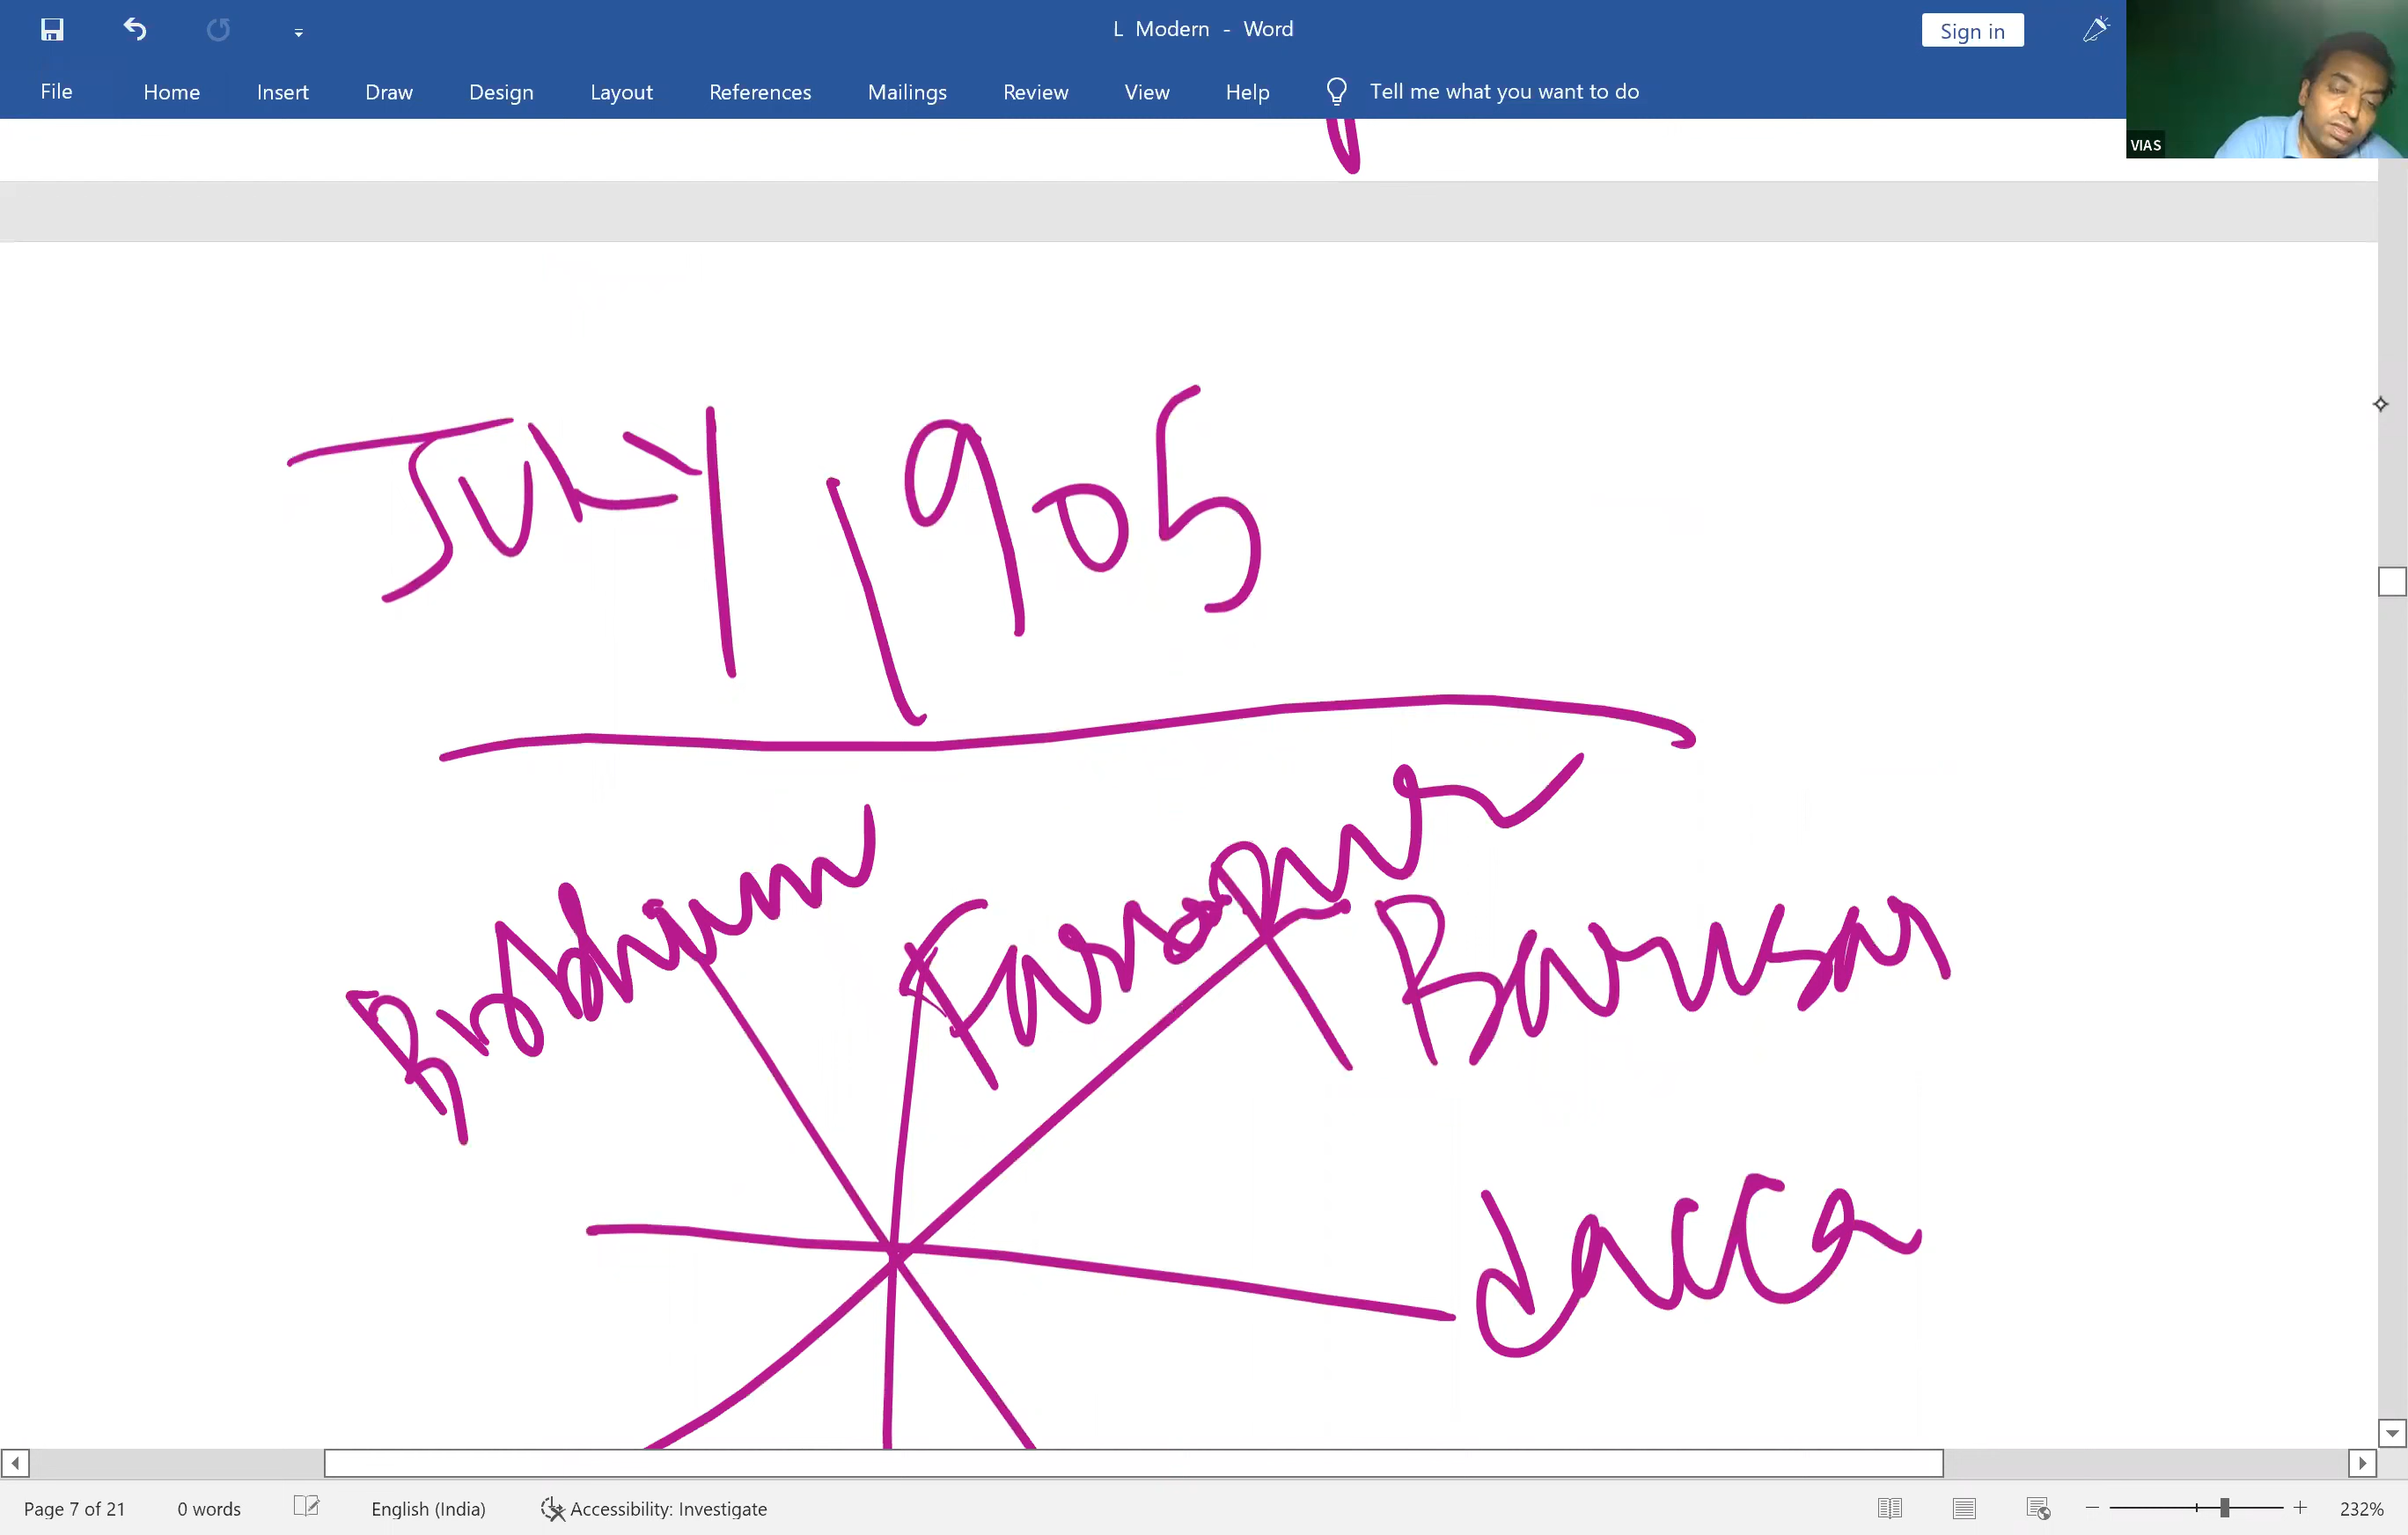 L Modern - Word
Sign in
File Home Insert Draw Design Layout References Mailings Review View Help Tell me what you want to do
VIAS
JULY 1905
Birbhum Faridpur Barisal
dacca
Page 7 of 21 0 words English (India) Accessibility: Investigate 232%